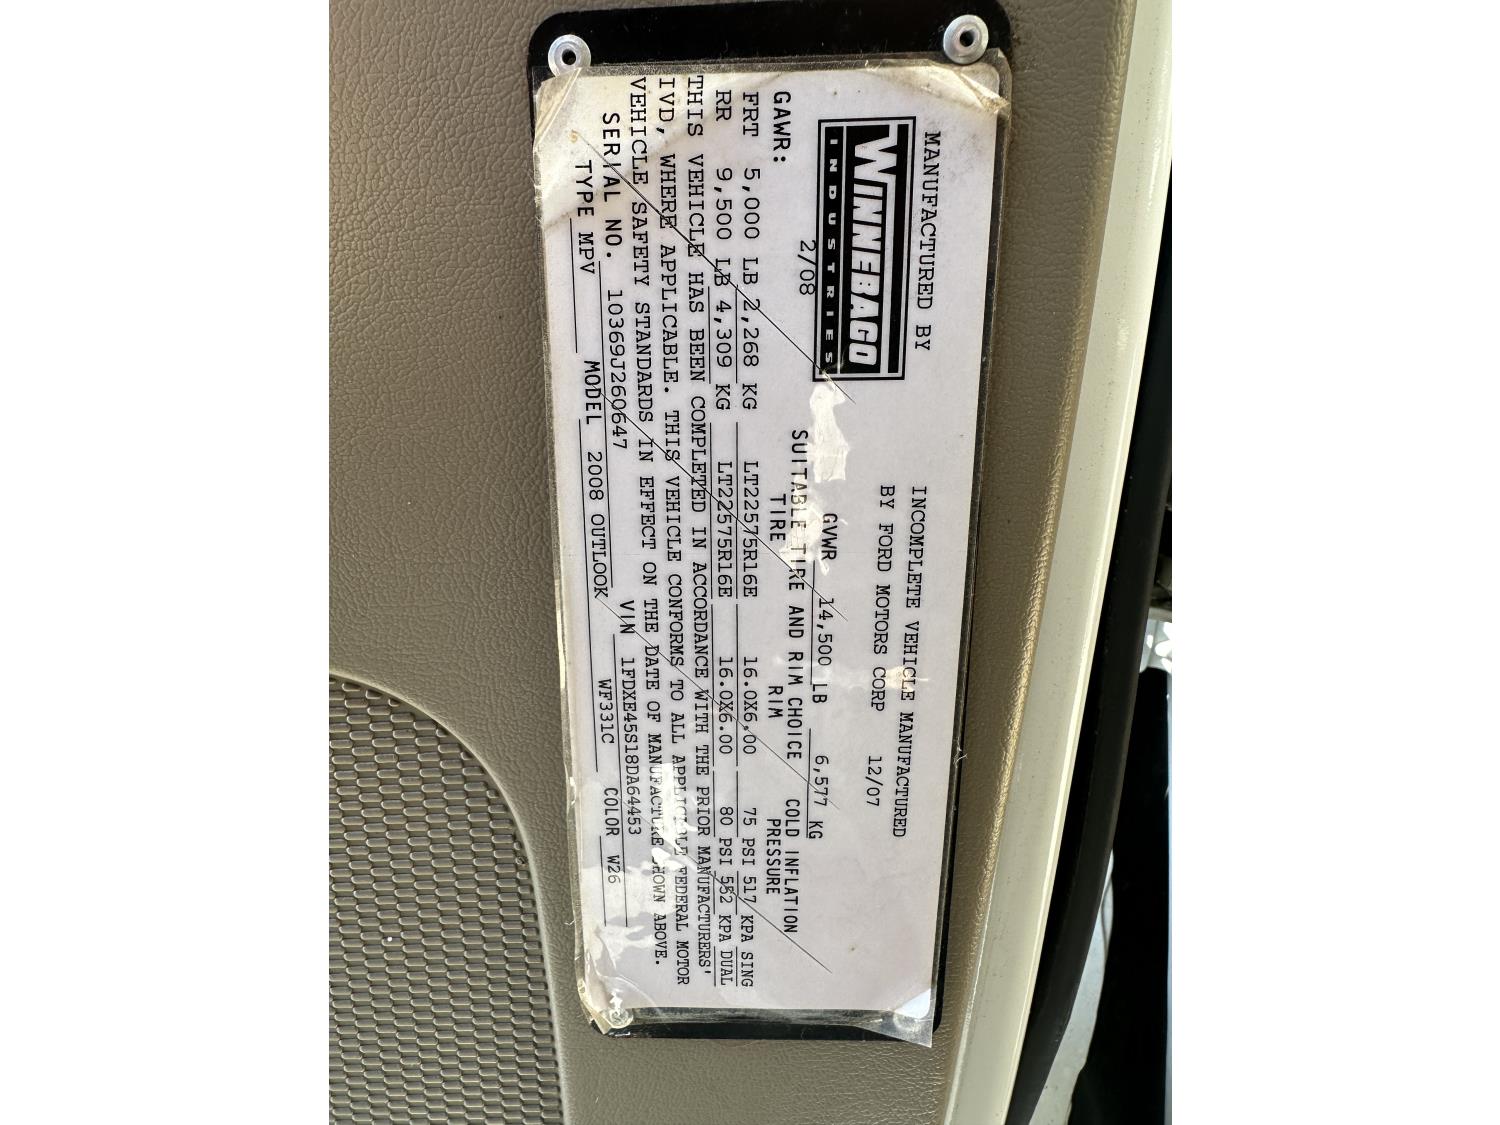 MANUFACTURED BY
WINNEBAGO
INDUSTRIES
INCOMPLETE VEHICLE MANUFACTURED
BY FORD MOTORS CORP 12/07
2/08
GVWR 14,500 LB 6,577 KG
SUITABLE TIRE AND RIM CHOICE
GAWR: TIRE RIM COLD INFLATION PRESSURE
FRT 5,000 LB 2,268 KG LT22575R16E 16.0X6.00 75 PSI 517 KPA SING
RR 9,500 LB 4,309 KG LT22575R16E 16.0X6.00 80 PSI 552 KPA DUAL
THIS VEHICLE HAS BEEN COMPLETED IN ACCORDANCE WITH THE PRIOR MANUFACTURERS'
IVD, WHERE APPLICABLE. THIS VEHICLE CONFORMS TO ALL APPLICABLE FEDERAL MOTOR
VEHICLE SAFETY STANDARDS IN EFFECT ON THE DATE OF MANUFACTURE SHOWN ABOVE.
SERIAL NO. 10369J260647 VIN 1FDXE45S18DA64453
TYPE MPV MODEL 2008 OUTLOOK WF331C COLOR W26